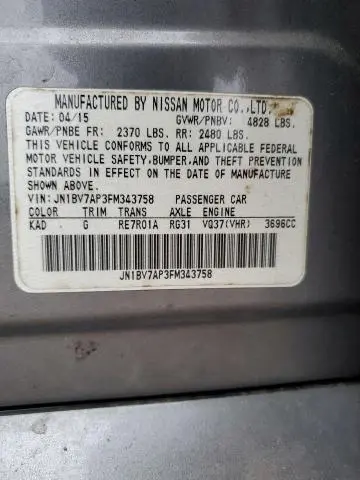 MANUFACTURED BY NISSAN MOTOR CO.,LTD.
DATE: 04/15 GVWR/PNBV: 4828 LBS.
GAWR/PNBE FR: 2370 LBS. RR: 2480 LBS.
THIS VEHICLE CONFORMS TO ALL APPLICABLE FEDERAL
MOTOR VEHICLE SAFETY, BUMPER, AND THEFT PREVENTION
STANDARDS IN EFFECT ON THE DATE OF MANUFACTURE
SHOWN ABOVE.
VIN: JN1BV7AP3FM343758 PASSENGER CAR
COLOR TRIM TRANS AXLE ENGINE
KAD G RE7R01A RG31 VQ37(VHR) 3696CC
JN1BV7AP3FM343758